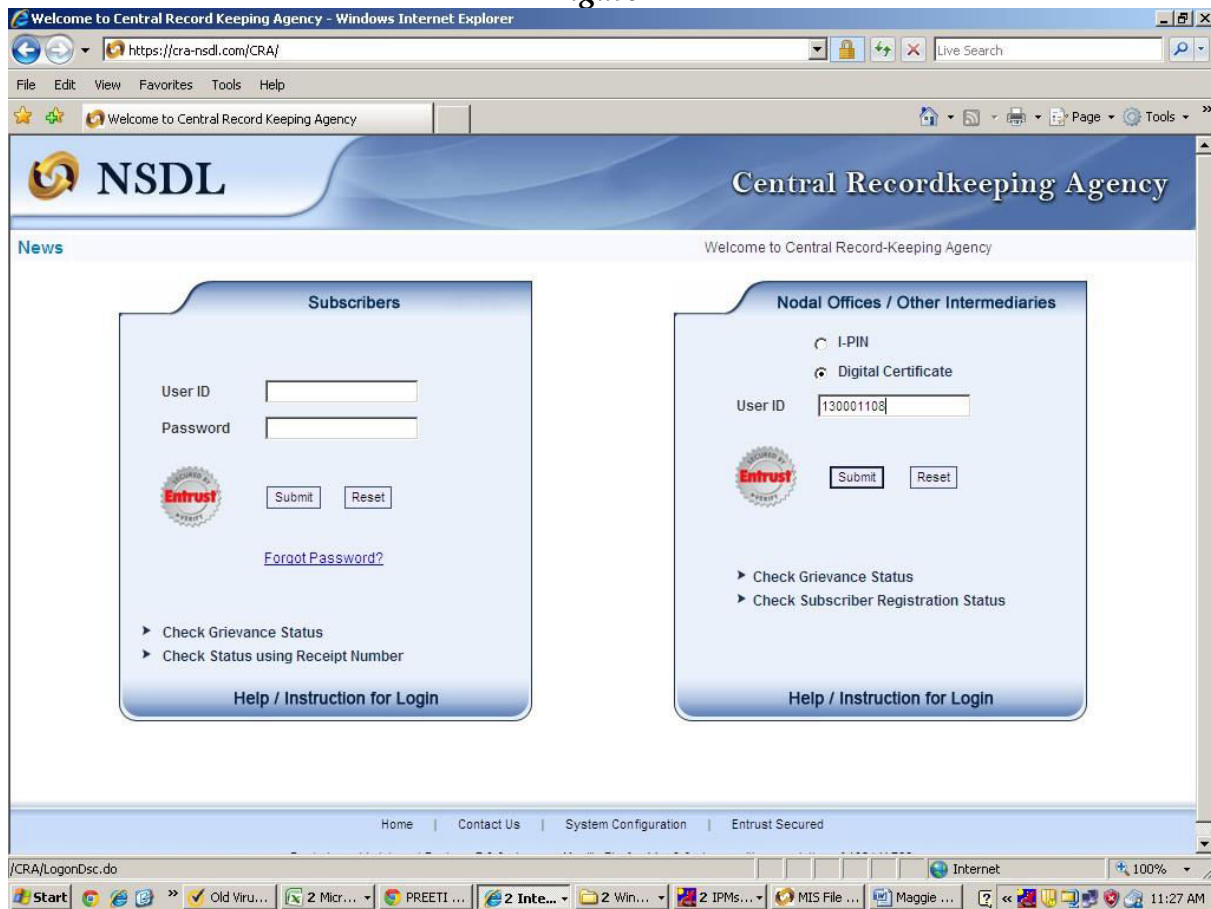 Welcome to Central Record Keeping Agency - Windows Internet Explorer
https://cra-nsdl.com/CRA/
Live Search
File Edit View Favorites Tools Help
Welcome to Central Record Keeping Agency
Page Tools
NSDL
Central Recordkeeping Agency
News
Welcome to Central Record-Keeping Agency
Subscribers
User ID
Password
SECURED BY
Entrust
VERIFY
Submit Reset
Forgot Password?
Check Grievance Status
Check Status using Receipt Number
Help / Instruction for Login
Nodal Offices / Other Intermediaries
I-PIN
Digital Certificate
User ID 130001108
SECURED BY
Entrust
VERIFY
Submit Reset
Check Grievance Status
Check Subscriber Registration Status
Help / Instruction for Login
Home | Contact Us | System Configuration | Entrust Secured
/CRA/LogonDsc.do
Internet
100%
Start » Old Viru... 2 Micr... PREETI ... 2 Inte... 2 Win... 2 IPMs... MIS File ... Maggie ... « 11:27 AM